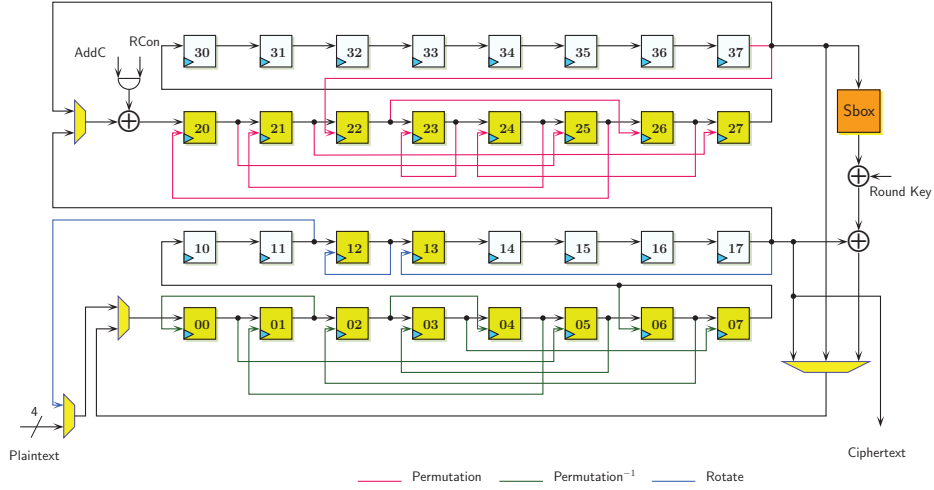 RCon
AddC
30 31 32 33 34 35 36 37
Sbox
20 21 22 23 24 25 26 27
Round Key
10 11 12 13 14 15 16 17
00 01 02 03 04 05 06 07
4
Plaintext
Ciphertext
Permutation Permutation⁻¹ Rotate